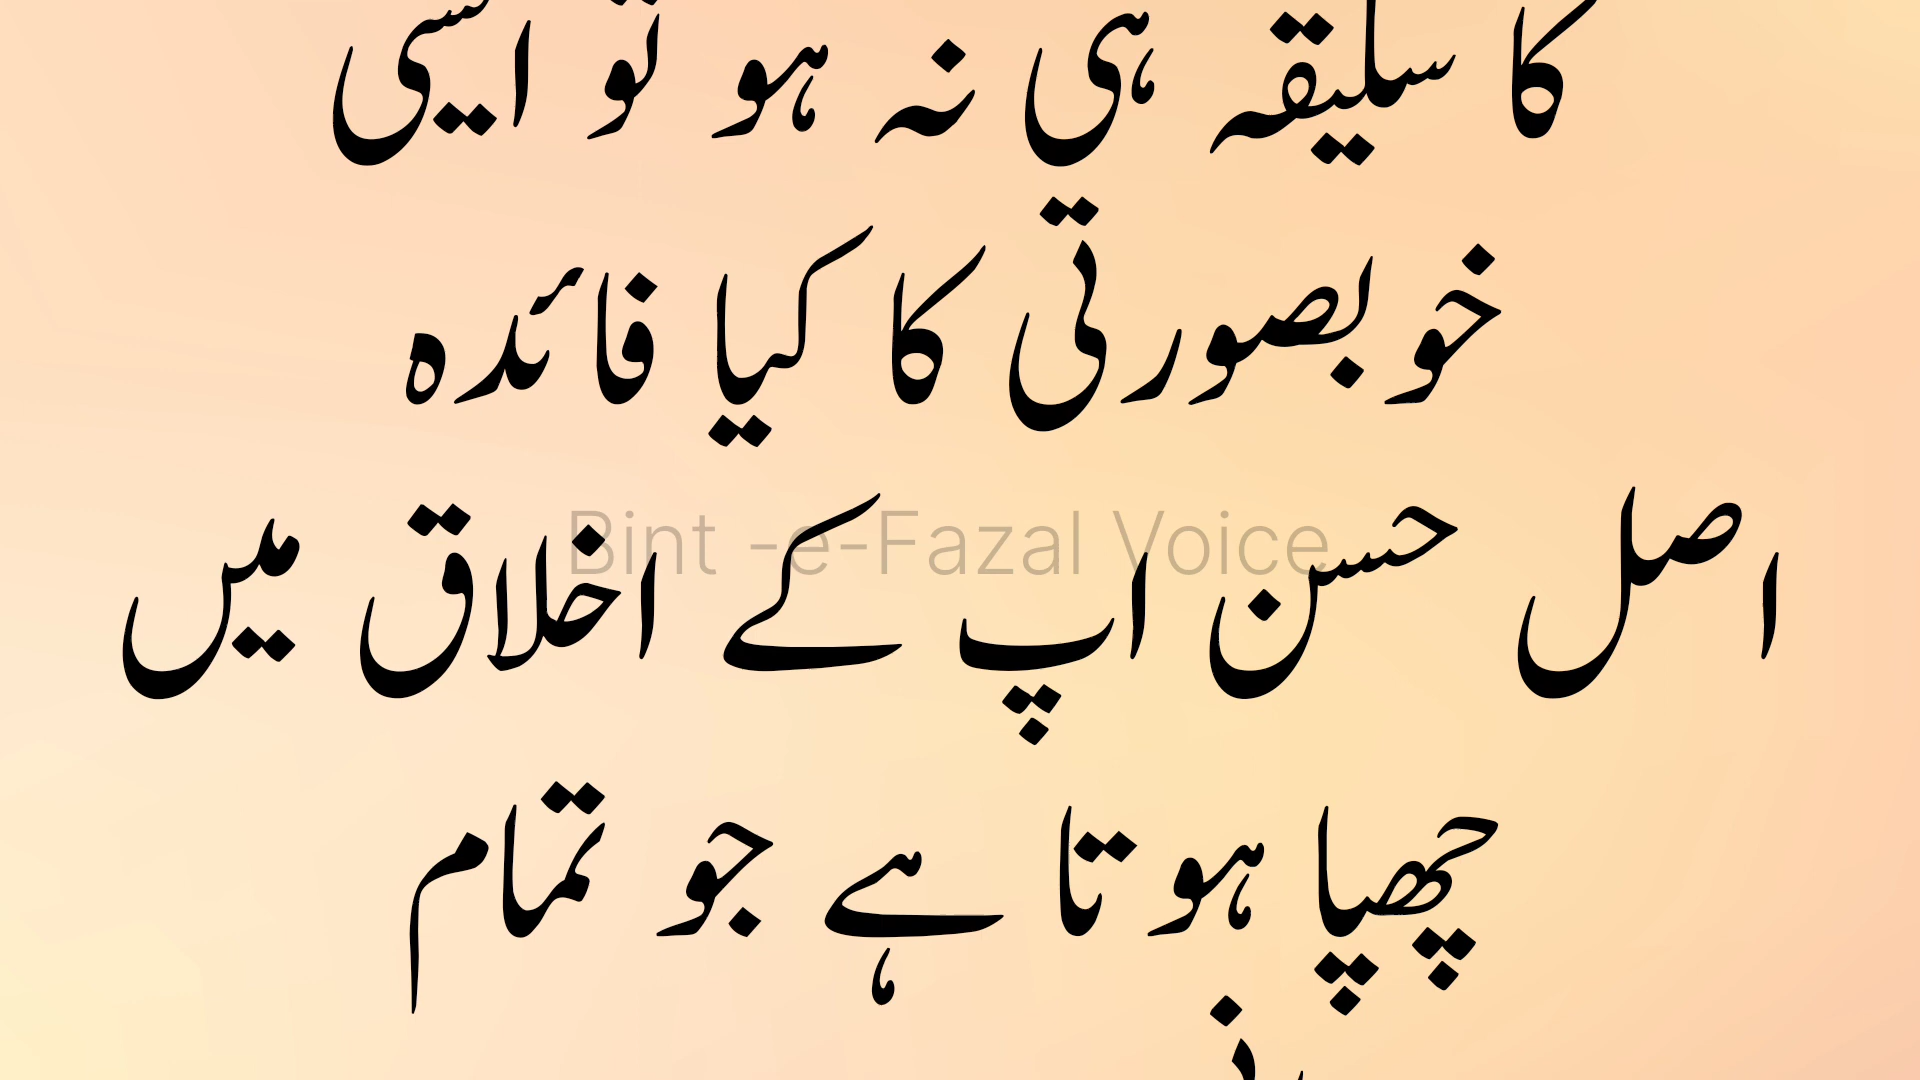 کا سلیقہ ہی نہ ہو تو ایسی
خوبصورتی کا کیا فائدہ
اصل حسن اپ کے اخلاق میں
Bint -e-Fazal Voice
چھپا ہوتا ہے جو تمام